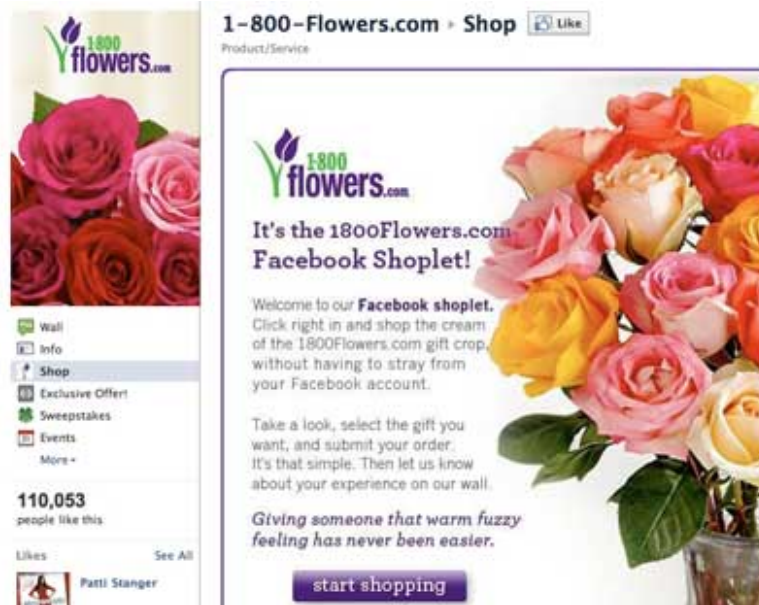 1-800
flowers.com
Wall
Info
Shop
Exclusive Offer!
Sweepstakes
Events
More
110,053
people like this
Likes
See All
Patti Stanger
1-800-Flowers.com ▸ Shop
Like
Product/Service
1-800
flowers.com
It's the 1800Flowers.com
Facebook Shoplet!
Welcome to our Facebook shoplet.
Click right in and shop the cream
of the 1800Flowers.com gift crop,
without having to stray from
your Facebook account.
Take a look, select the gift you
want, and submit your order.
It's that simple. Then let us know
about your experience on our wall.
Giving someone that warm fuzzy
feeling has never been easier.
start shopping